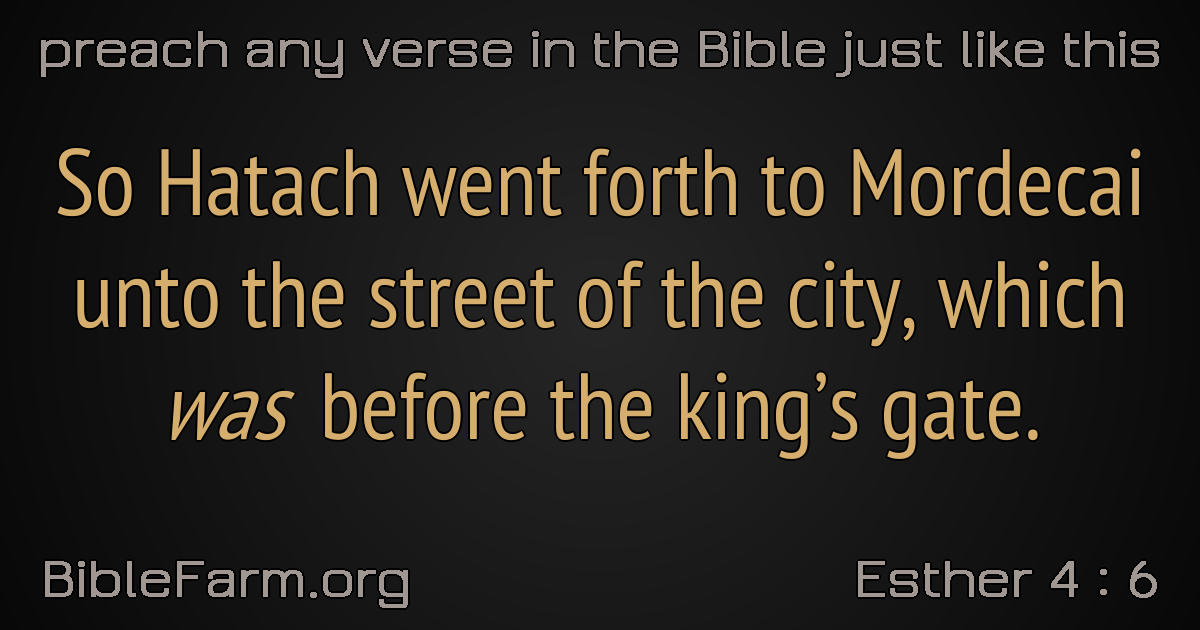 preach any verse in the Bible just like this
So Hatach went forth to Mordecai
unto the street of the city, which
was before the king’s gate.
BibleFarm.org
Esther 4 : 6